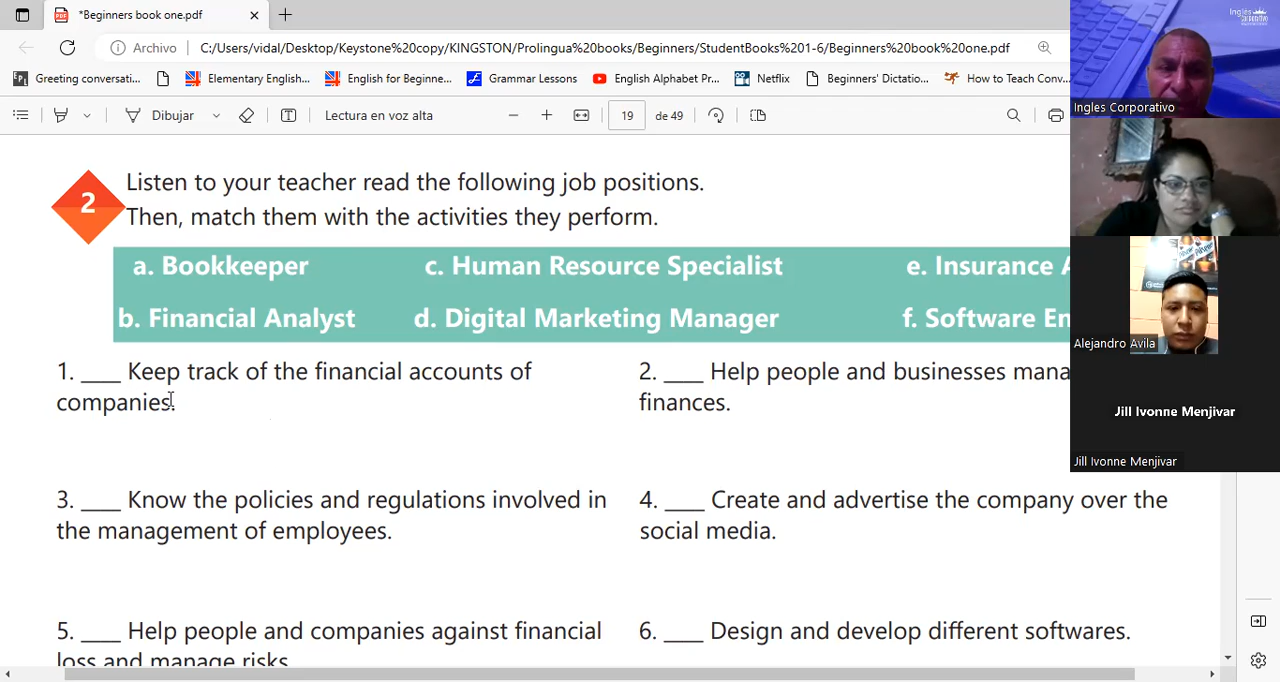 *Beginners book one.pdf
Archivo C:/Users/vidal/Desktop/Keystone%20copy/KINGSTON/Prolingua%20books/Beginners/StudentBooks%201-6/Beginners%20book%20one.pdf
Greeting conversati... Elementary English... English for Beginne... Grammar Lessons English Alphabet Pr... Netflix Beginners' Dictatio... How to Teach Conv...
Dibujar Lectura en voz alta 19 de 49
Ingles Corporativo
Alejandro Avila
Jill Ivonne Menjivar
Jill Ivonne Menjivar
2
Listen to your teacher read the following job positions.
Then, match them with the activities they perform.
a. Bookkeeper c. Human Resource Specialist e. Insurance A
b. Financial Analyst d. Digital Marketing Manager f. Software En
1. ____ Keep track of the financial accounts of
companies.
2. ____ Help people and businesses mana
finances.
3. ____ Know the policies and regulations involved in
the management of employees.
4. ____ Create and advertise the company over the
social media.
5. ____ Help people and companies against financial
loss and manage risks
6. ____ Design and develop different softwares.